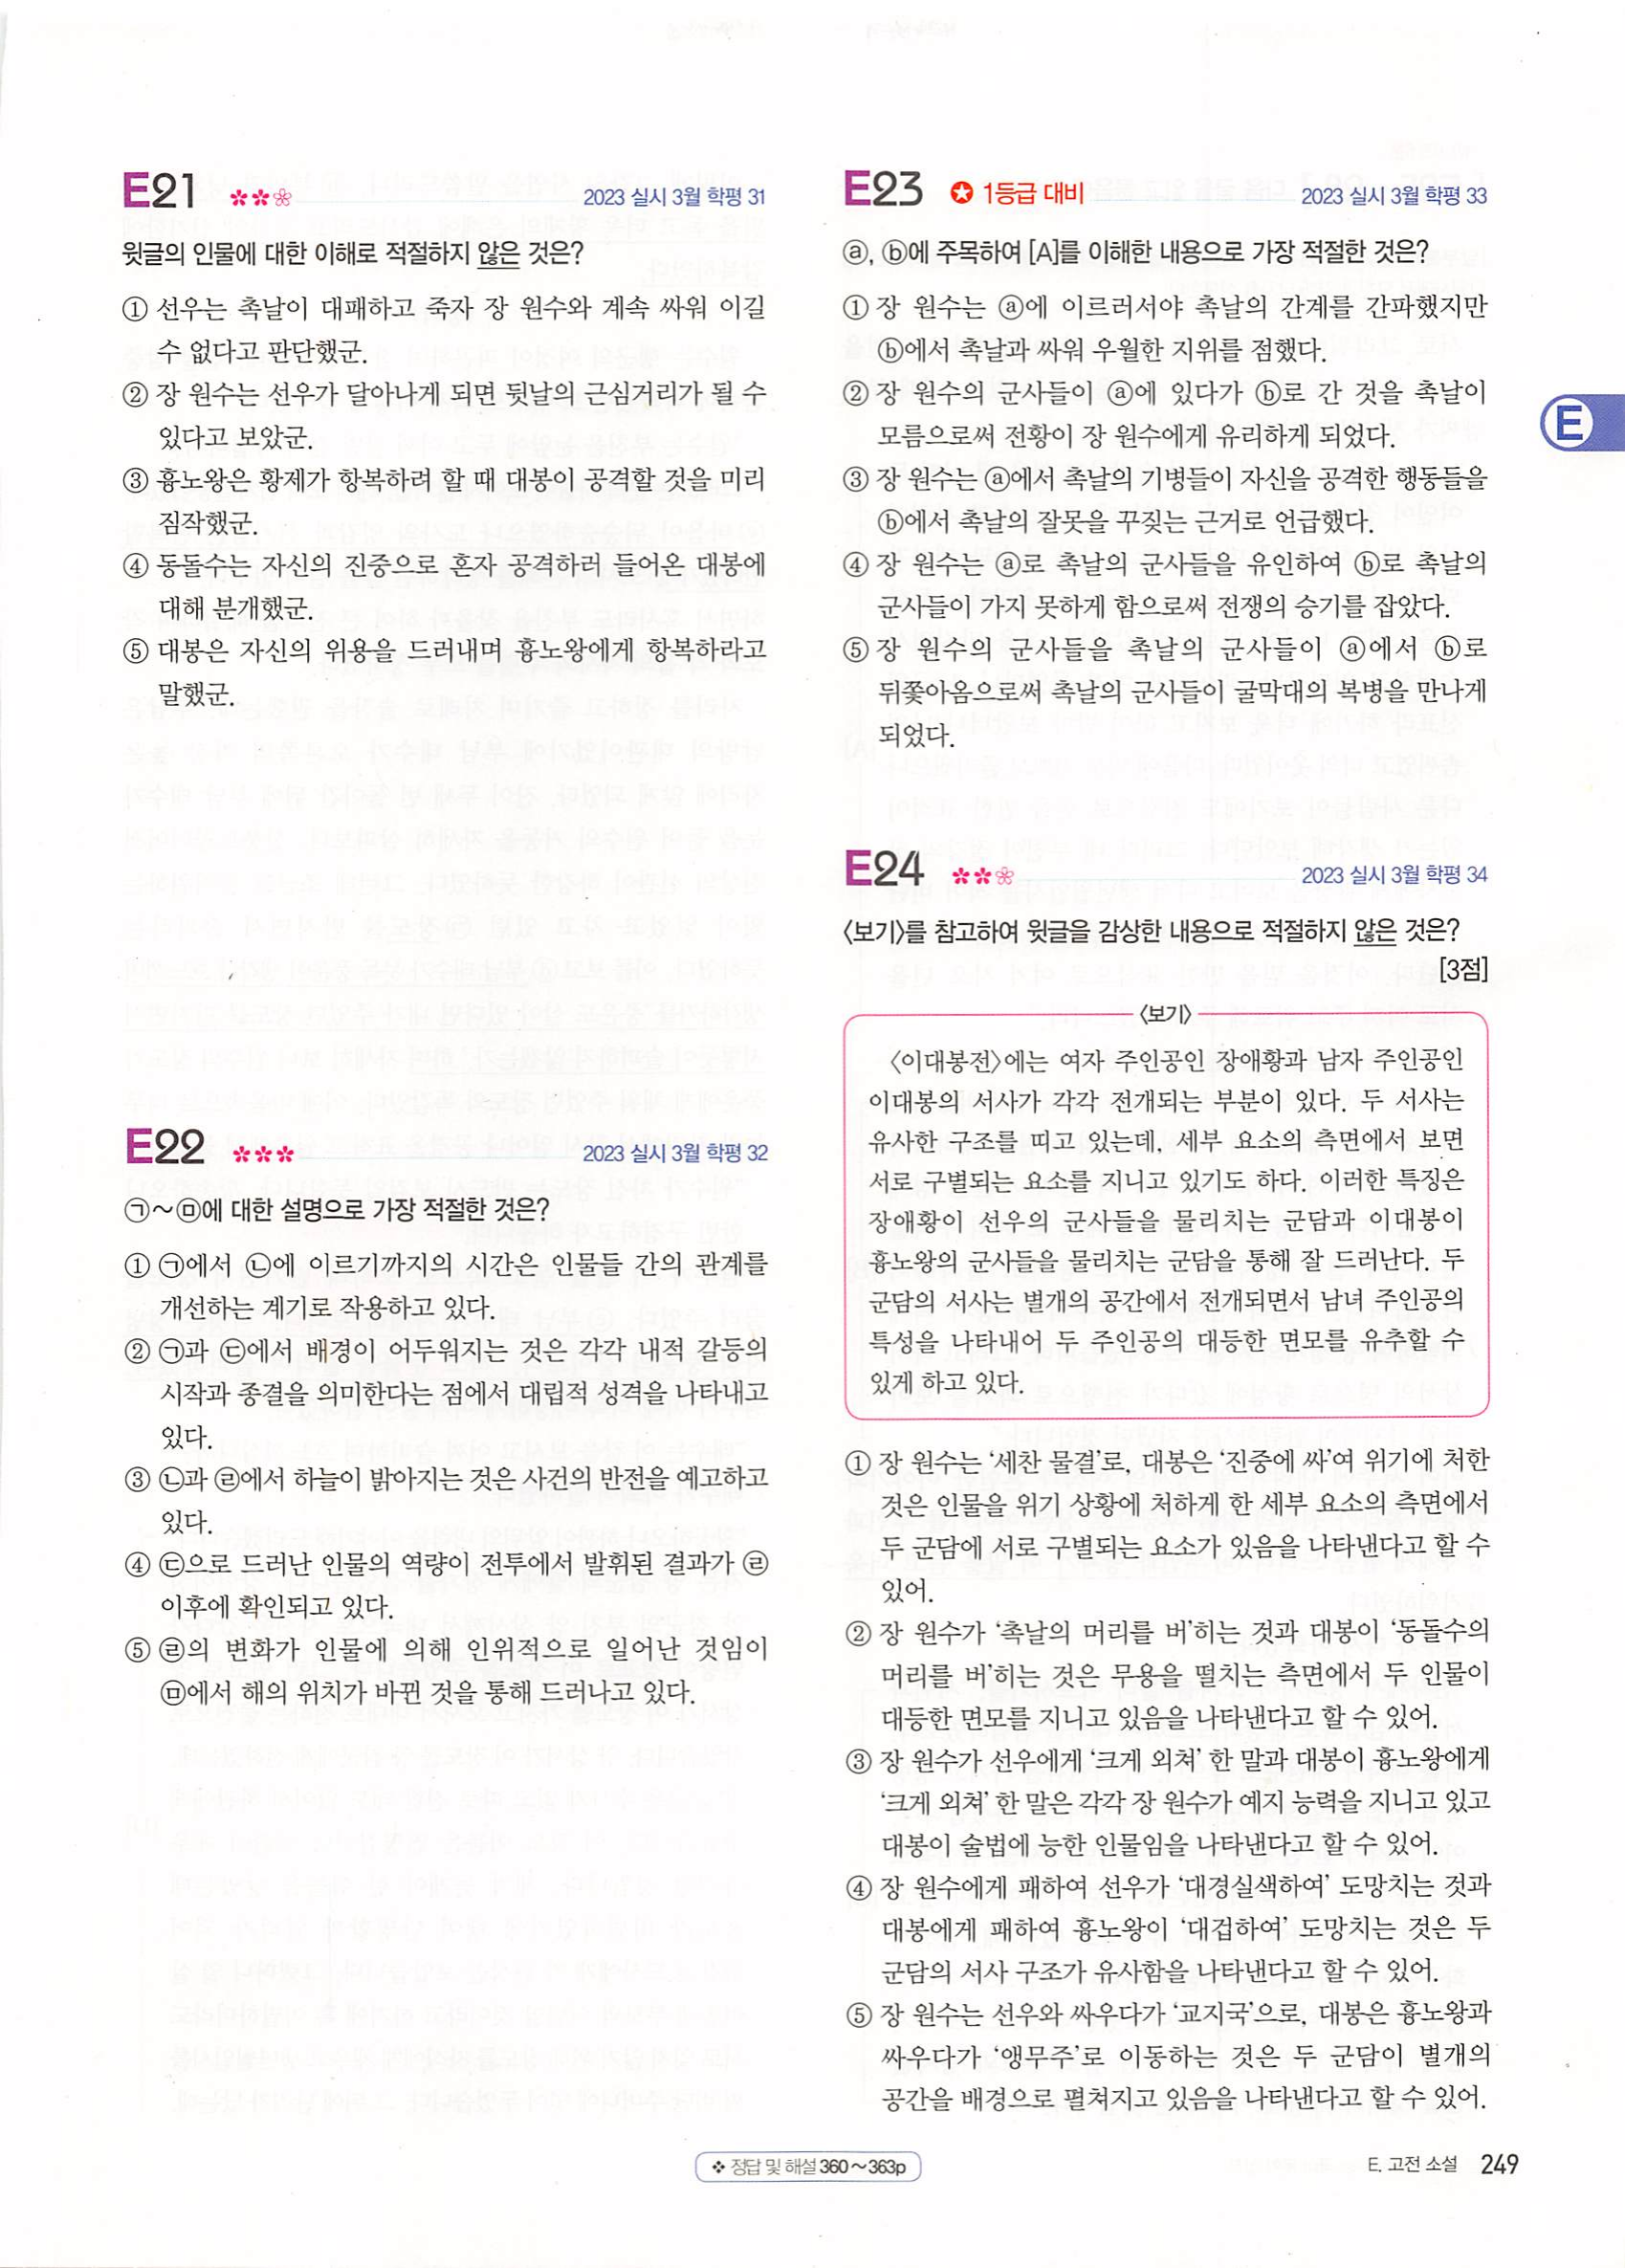 E21
2023 실시 3월 학평 31
윗글의 인물에 대한 이해로 적절하지 않은 것은?
① 선우는 촉날이 대패하고 죽자 장 원수와 계속 싸워 이길
수 없다고 판단했군.
② 장 원수는 선우가 달아나게 되면 뒷날의 근심거리가 될 수
있다고 보았군.
③ 흉노왕은 황제가 항복하려 할 때 대봉이 공격할 것을 미리
짐작했군.
④ 동돌수는 자신의 진중으로 혼자 공격하러 들어온 대봉에
대해 분개했군.
⑤ 대봉은 자신의 위용을 드러내며 흉노왕에게 항복하라고
말했군.
E22
2023 실시 3월 학평 32
㉠~㉤에 대한 설명으로 가장 적절한 것은?
① ㉠에서 ㉡에 이르기까지의 시간은 인물들 간의 관계를
개선하는 계기로 작용하고 있다.
② ㉠과 ㉢에서 배경이 어두워지는 것은 각각 내적 갈등의
시작과 종결을 의미한다는 점에서 대립적 성격을 나타내고
있다.
③ ㉡과 ㉣에서 하늘이 밝아지는 것은 사건의 반전을 예고하고
있다.
④ ㉢으로 드러난 인물의 역량이 전투에서 발휘된 결과가 ㉣
이후에 확인되고 있다.
⑤ ㉣의 변화가 인물에 의해 인위적으로 일어난 것임이
㉤에서 해의 위치가 바뀐 것을 통해 드러나고 있다.
E23
1등급 대비
2023 실시 3월 학평 33
ⓐ, ⓑ에 주목하여 [A]를 이해한 내용으로 가장 적절한 것은?
① 장 원수는 ⓐ에 이르러서야 촉날의 간계를 간파했지만
ⓑ에서 촉날과 싸워 우월한 지위를 점했다.
② 장 원수의 군사들이 ⓐ에 있다가 ⓑ로 간 것을 촉날이
모름으로써 전황이 장 원수에게 유리하게 되었다.
③ 장 원수는 ⓐ에서 촉날의 기병들이 자신을 공격한 행동들을
ⓑ에서 촉날의 잘못을 꾸짖는 근거로 언급했다.
④ 장 원수는 ⓐ로 촉날의 군사들을 유인하여 ⓑ로 촉날의
군사들이 가지 못하게 함으로써 전쟁의 승기를 잡았다.
⑤ 장 원수의 군사들을 촉날의 군사들이 ⓐ에서 ⓑ로
뒤쫓아옴으로써 촉날의 군사들이 굴막대의 복병을 만나게
되었다.
E24
2023 실시 3월 학평 34
〈보기〉를 참고하여 윗글을 감상한 내용으로 적절하지 않은 것은?
[3점]
〈보기〉
〈이대봉전〉에는 여자 주인공인 장애황과 남자 주인공인
이대봉의 서사가 각각 전개되는 부분이 있다. 두 서사는
유사한 구조를 띠고 있는데, 세부 요소의 측면에서 보면
서로 구별되는 요소를 지니고 있기도 하다. 이러한 특징은
장애황이 선우의 군사들을 물리치는 군담과 이대봉이
흉노왕의 군사들을 물리치는 군담을 통해 잘 드러난다. 두
군담의 서사는 별개의 공간에서 전개되면서 남녀 주인공의
특성을 나타내어 두 주인공의 대등한 면모를 유추할 수
있게 하고 있다.
① 장 원수는 ‘세찬 물결’로, 대봉은 ‘진중에 싸’여 위기에 처한
것은 인물을 위기 상황에 처하게 한 세부 요소의 측면에서
두 군담에 서로 구별되는 요소가 있음을 나타낸다고 할 수
있어.
② 장 원수가 ‘촉날의 머리를 버’히는 것과 대봉이 ‘동돌수의
머리를 버’히는 것은 무용을 떨치는 측면에서 두 인물이
대등한 면모를 지니고 있음을 나타낸다고 할 수 있어.
③ 장 원수가 선우에게 ‘크게 외쳐’ 한 말과 대봉이 흉노왕에게
‘크게 외쳐’ 한 말은 각각 장 원수가 예지 능력을 지니고 있고
대봉이 술법에 능한 인물임을 나타낸다고 할 수 있어.
④ 장 원수에게 패하여 선우가 ‘대경실색하여’ 도망치는 것과
대봉에게 패하여 흉노왕이 ‘대겁하여’ 도망치는 것은 두
군담의 서사 구조가 유사함을 나타낸다고 할 수 있어.
⑤ 장 원수는 선우와 싸우다가 ‘교지국’으로, 대봉은 흉노왕과
싸우다가 ‘앵무주’로 이동하는 것은 두 군담이 별개의
공간을 배경으로 펼쳐지고 있음을 나타낸다고 할 수 있어.
E
❖ 정답 및 해설 360~363p
E. 고전 소설 249